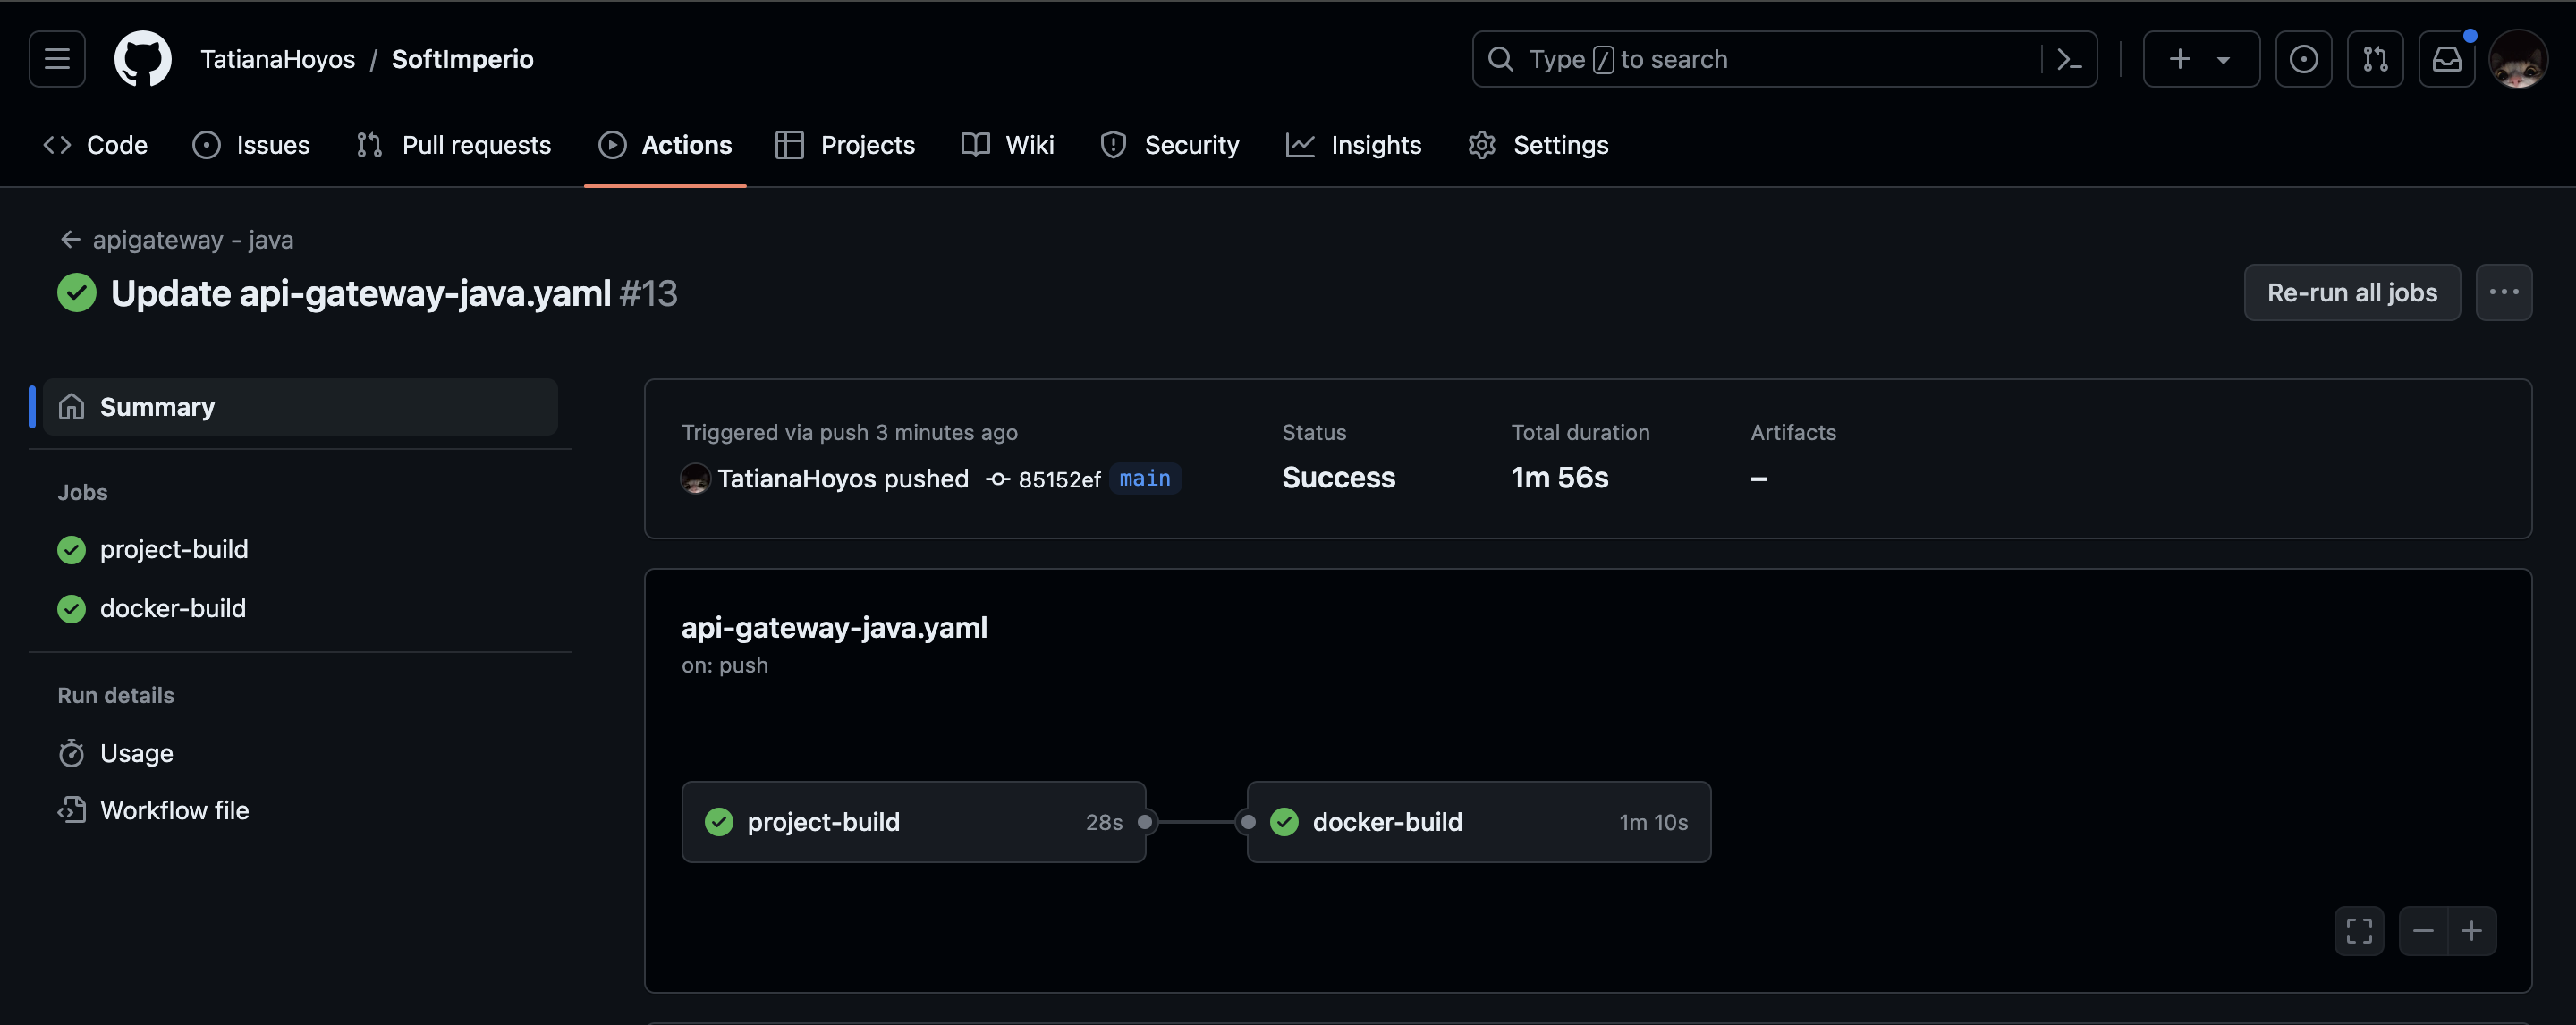 TatianaHoyos / SoftImperio
Type / to search
Code Issues Pull requests Actions Projects Wiki Security Insights Settings
apigateway - java
Update api-gateway-java.yaml #13
Re-run all jobs
Summary
Jobs
project-build
docker-build
Run details
Usage
Workflow file
Triggered via push 3 minutes ago
TatianaHoyos pushed 85152ef main
Status
Success
Total duration
1m 56s
Artifacts
–
api-gateway-java.yaml
on: push
project-build 28s
docker-build 1m 10s